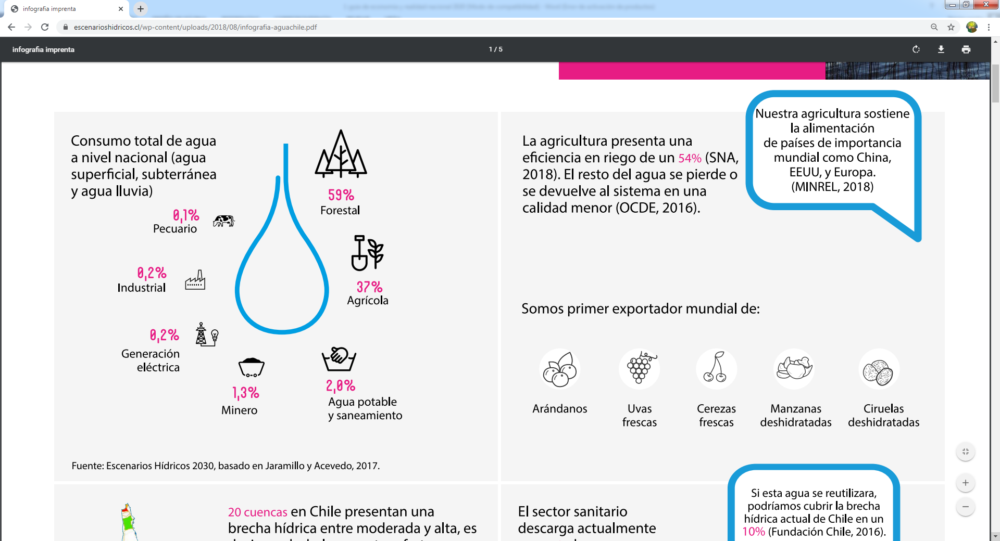 infografia imprenta
escenarioshidricos.cl/wp-content/uploads/2018/08/infografia-aguachile.pdf
infografia imprenta
1 / 5
Consumo total de agua
a nivel nacional (agua
superficial, subterránea
y agua lluvia)
59%
Forestal
0,1%
Pecuario
37%
Agrícola
0,2%
Industrial
0,2%
Generación
eléctrica
1,3%
Minero
2,0%
Agua potable
y saneamiento
Fuente: Escenarios Hídricos 2030, basado en Jaramillo y Acevedo, 2017.
La agricultura presenta una
eficiencia en riego de un 54% (SNA,
2018). El resto del agua se pierde o
se devuelve al sistema en una
calidad menor (OCDE, 2016).
Nuestra agricultura sostiene
la alimentación
de países de importancia
mundial como China,
EEUU, y Europa.
(MINREL, 2018)
Somos primer exportador mundial de:
Arándanos
Uvas
frescas
Cerezas
frescas
Manzanas
deshidratadas
Ciruelas
deshidratadas
20 cuencas en Chile presentan una
brecha hídrica entre moderada y alta, es
El sector sanitario
descarga actualmente
Si esta agua se reutilizara,
podríamos cubrir la brecha
hídrica actual de Chile en un
10% (Fundación Chile, 2016).